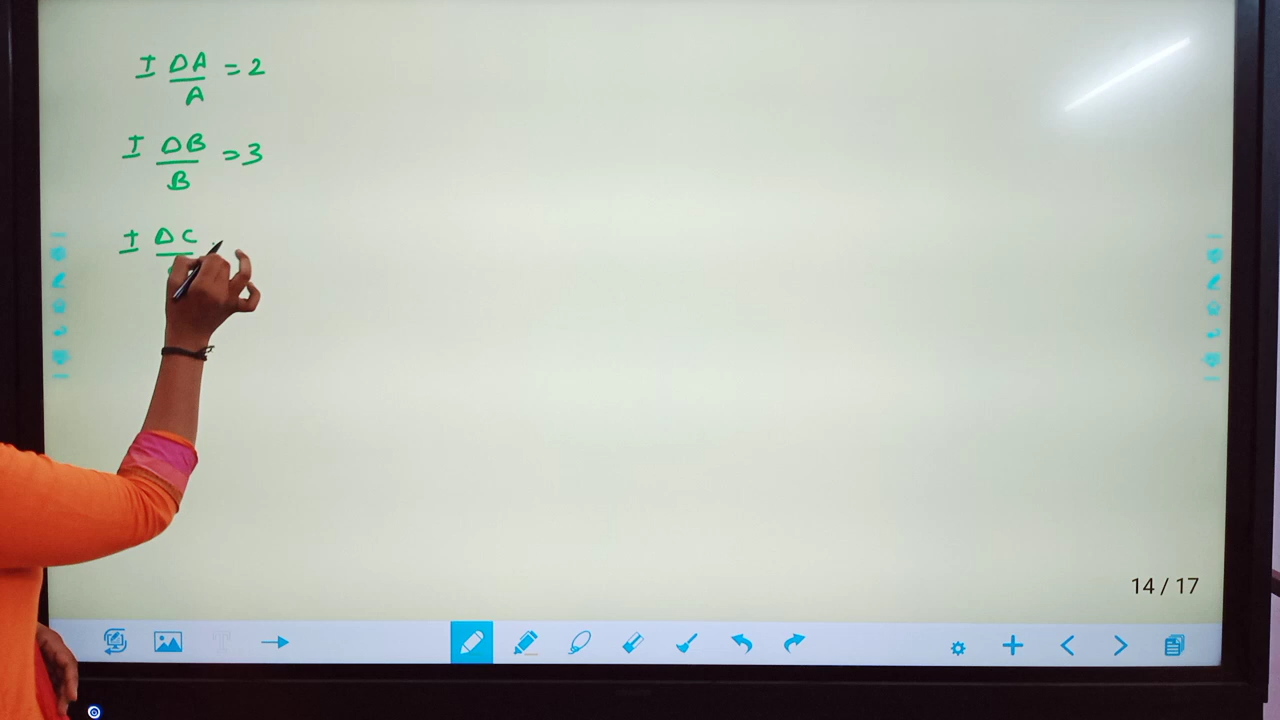 ± ΔA/A = 2
± ΔB/B = 3
± ΔC
14 / 17